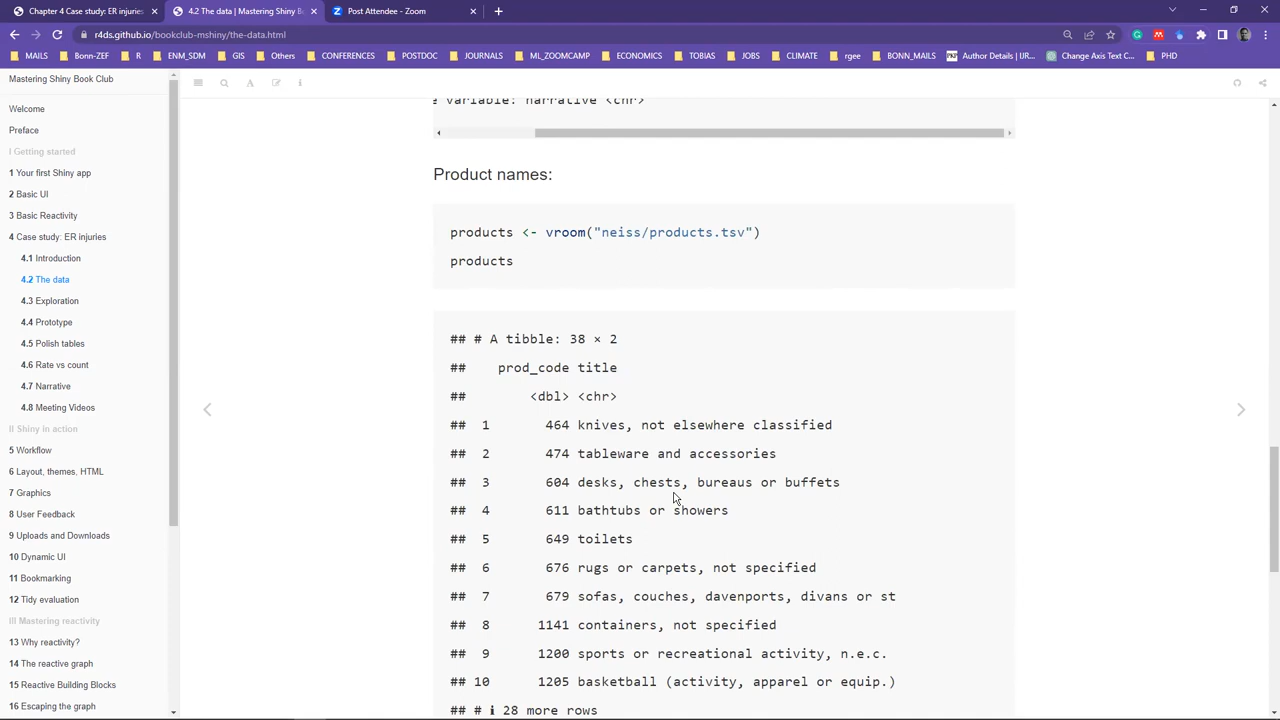 Chapter 4 Case study: ER injuries
4.2 The data | Mastering Shiny B
Post Attendee - Zoom
r4ds.github.io/bookclub-mshiny/the-data.html
MAILS Bonn-ZEF R ENM_SDM GIS Others CONFERENCES POSTDOC JOURNALS ML_ZOOMCAMP ECONOMICS TOBIAS JOBS CLIMATE rgee BONN_MAILS Author Details | IJR... Change Axis Text C... PHD
Mastering Shiny Book Club
Welcome
Preface
I Getting started
1 Your first Shiny app
2 Basic UI
3 Basic Reactivity
4 Case study: ER injuries
4.1 Introduction
4.2 The data
4.3 Exploration
4.4 Prototype
4.5 Polish tables
4.6 Rate vs count
4.7 Narrative
4.8 Meeting Videos
II Shiny in action
5 Workflow
6 Layout, themes, HTML
7 Graphics
8 User Feedback
9 Uploads and Downloads
10 Dynamic UI
11 Bookmarking
12 Tidy evaluation
III Mastering reactivity
13 Why reactivity?
14 The reactive graph
15 Reactive Building Blocks
16 Escaping the graph
variable: narrative <chr>
Product names:
products <- vroom("neiss/products.tsv")
products
## # A tibble: 38 × 2
## prod_code title
## <dbl> <chr>
## 1 464 knives, not elsewhere classified
## 2 474 tableware and accessories
## 3 604 desks, chests, bureaus or buffets
## 4 611 bathtubs or showers
## 5 649 toilets
## 6 676 rugs or carpets, not specified
## 7 679 sofas, couches, davenports, divans or st
## 8 1141 containers, not specified
## 9 1200 sports or recreational activity, n.e.c.
## 10 1205 basketball (activity, apparel or equip.)
## # ℹ 28 more rows